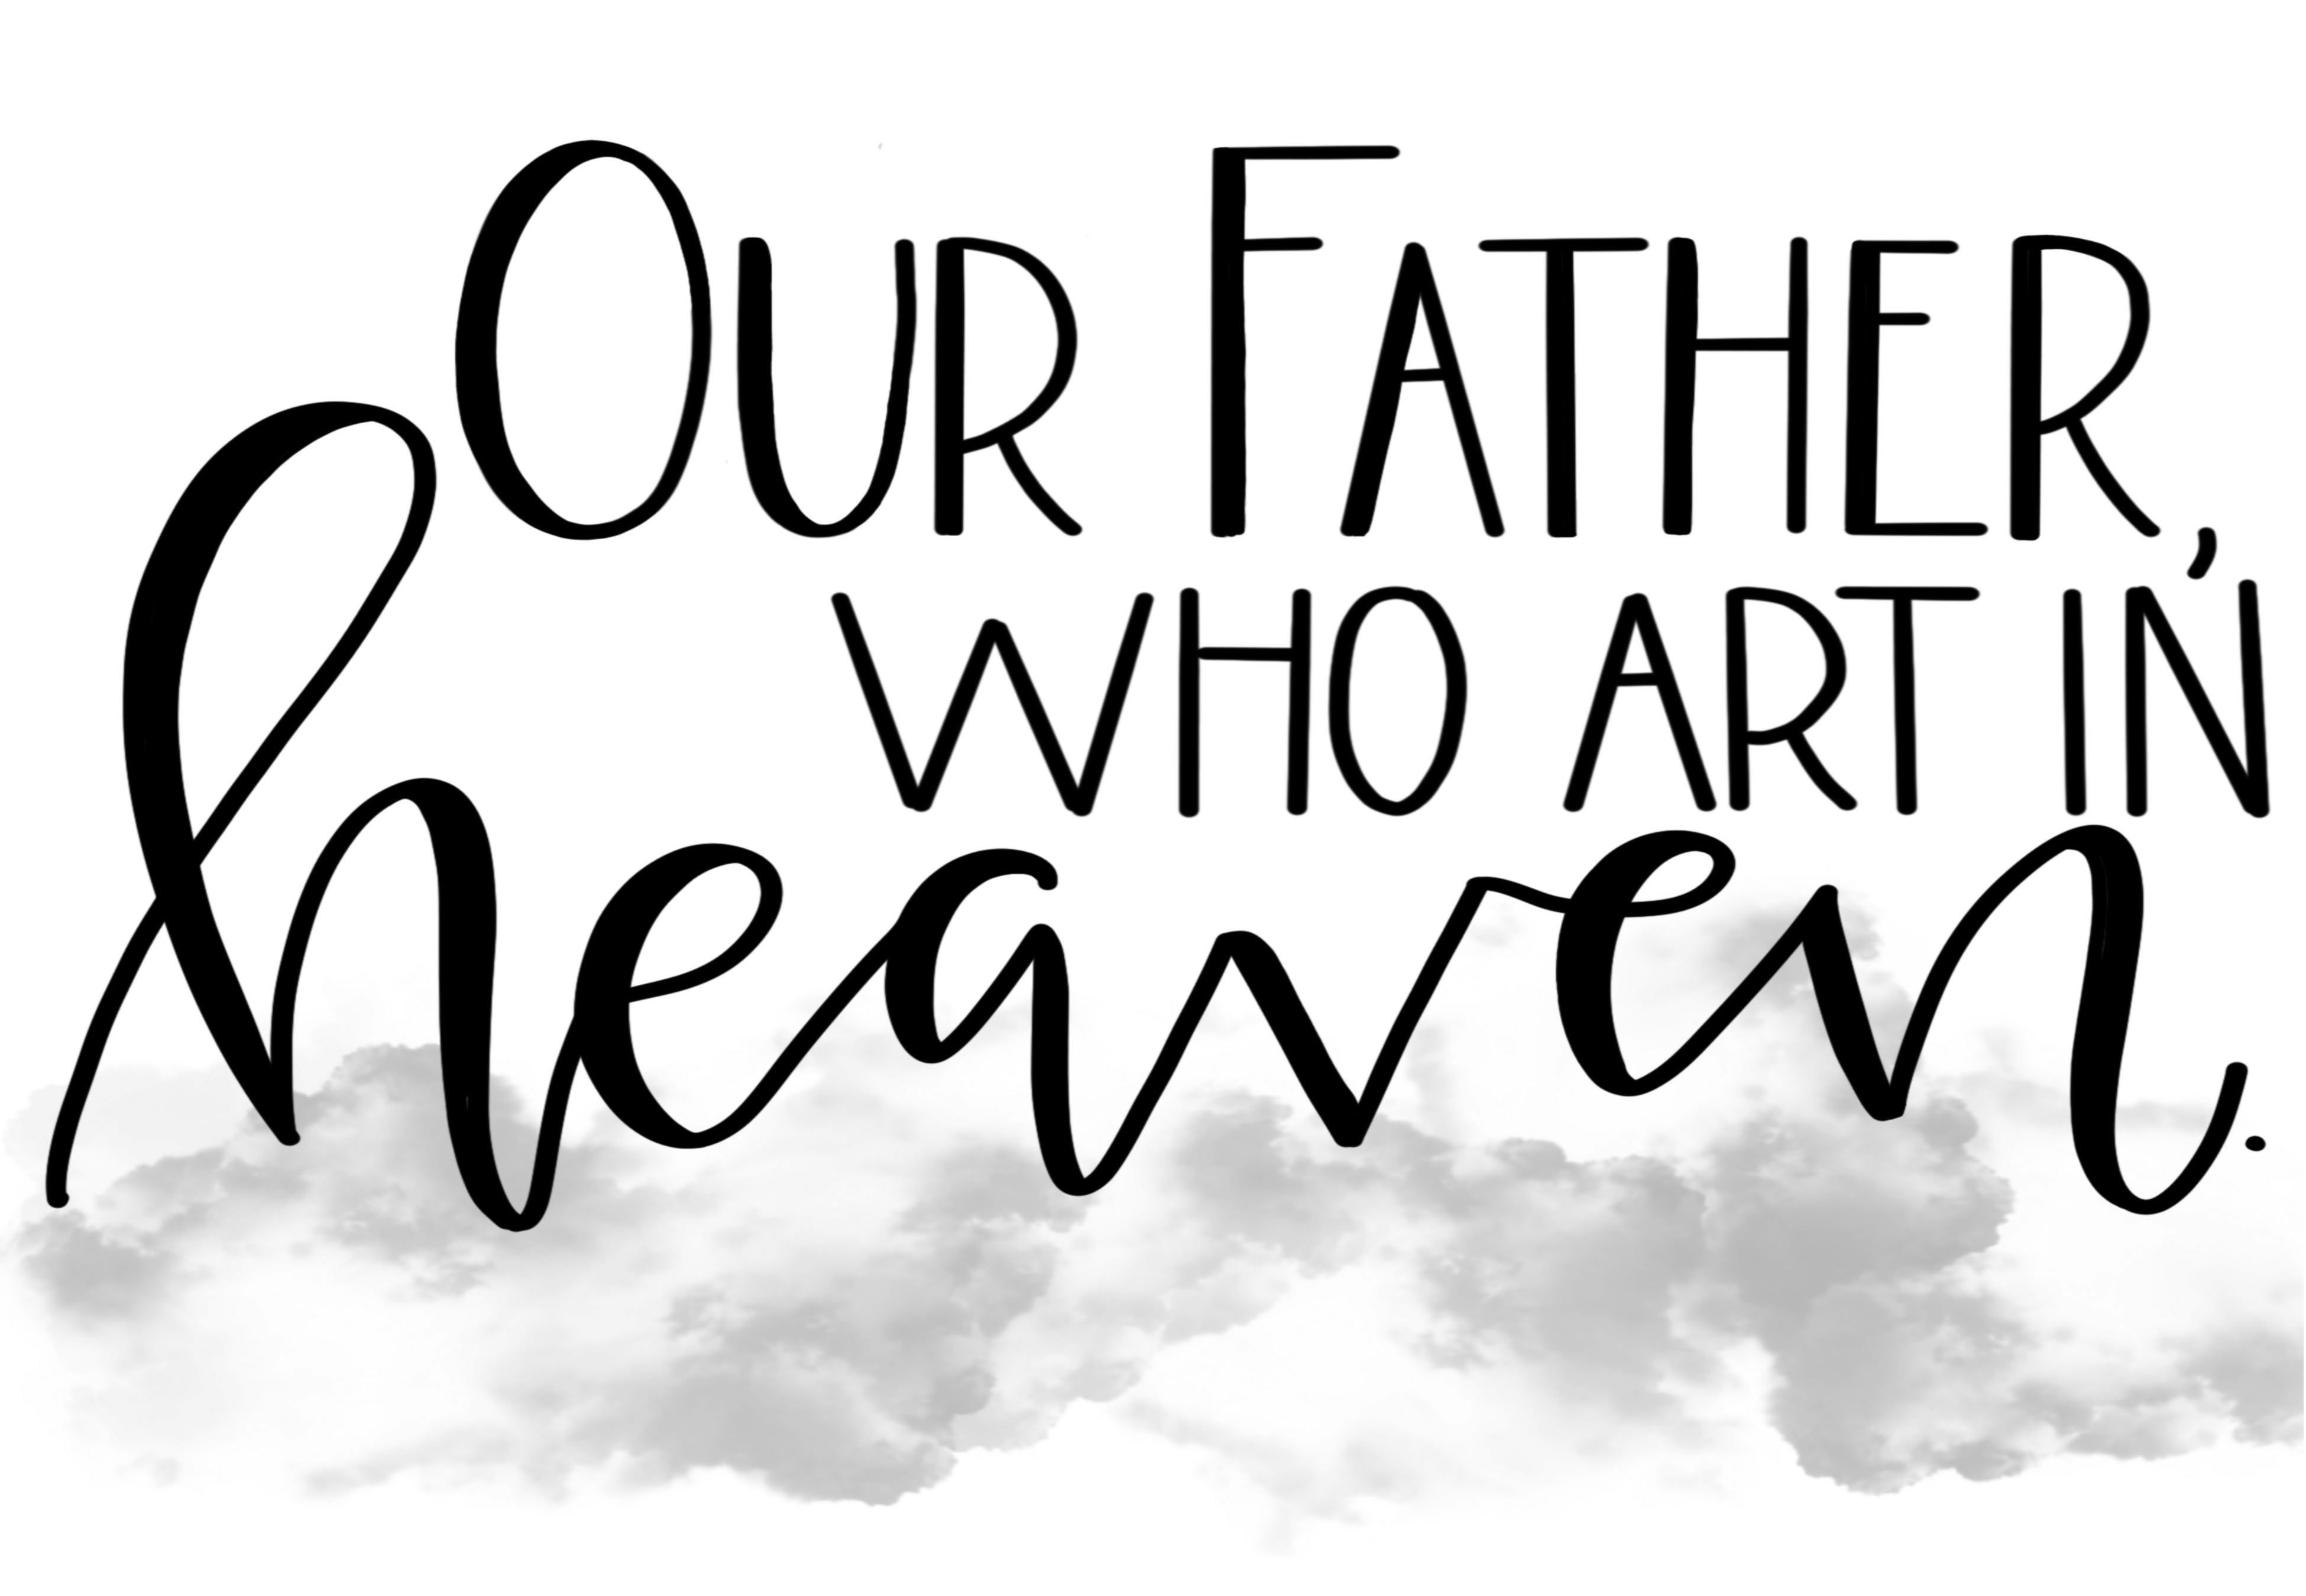 Our Father,
who art in
heaven.